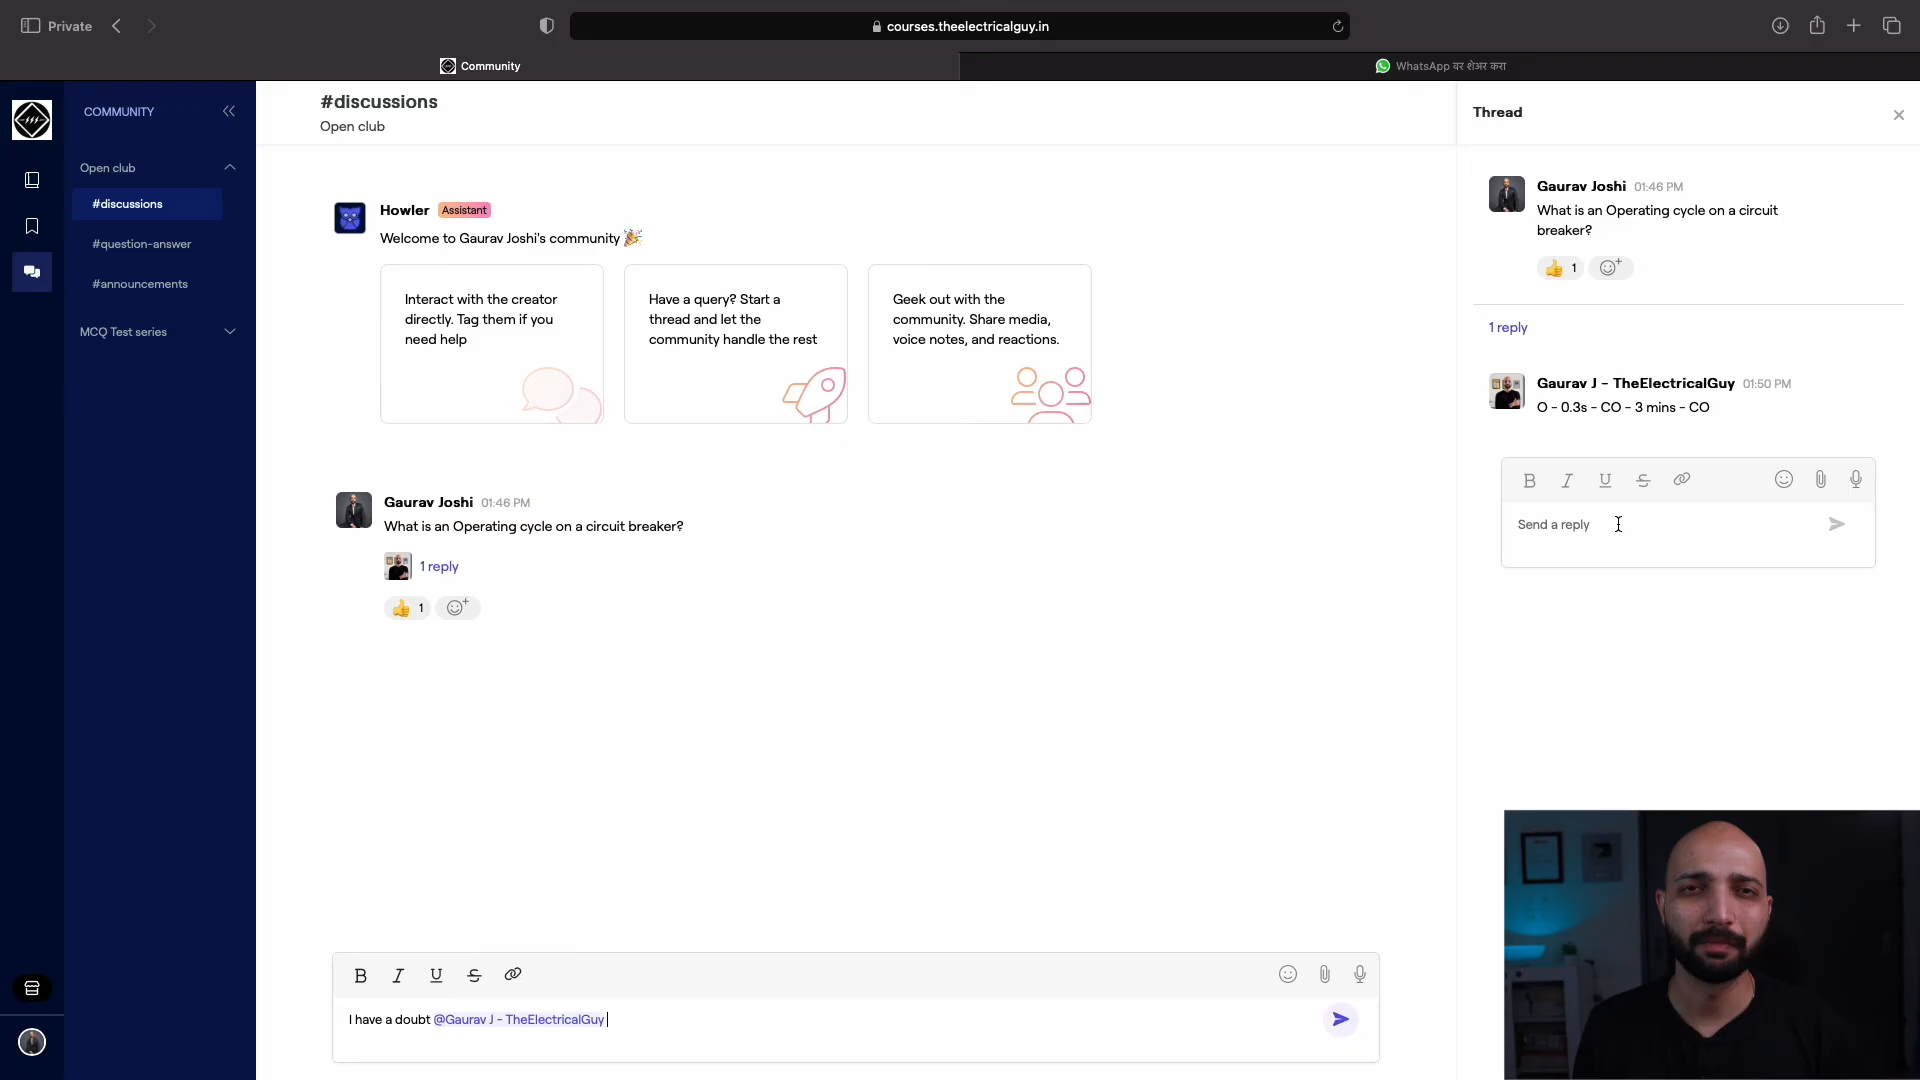 Private
courses.theelectricalguy.in
Community
WhatsApp वर शेअर करा
COMMUNITY
Open club
#discussions
#question-answer
#announcements
MCQ Test series
#discussions
Open club
Howler Assistant
Welcome to Gaurav Joshi's community 🎉
Interact with the creator
directly. Tag them if you
need help
Have a query? Start a
thread and let the
community handle the rest
Geek out with the
community. Share media,
voice notes, and reactions.
Gaurav Joshi 01:46 PM
What is an Operating cycle on a circuit breaker?
1 reply
👍 1
B I U S
I have a doubt @Gaurav J - TheElectricalGuy
Thread
Gaurav Joshi 01:46 PM
What is an Operating cycle on a circuit
breaker?
👍 1
1 reply
Gaurav J - TheElectricalGuy 01:50 PM
O - 0.3s - CO - 3 mins - CO
B I U S
Send a reply